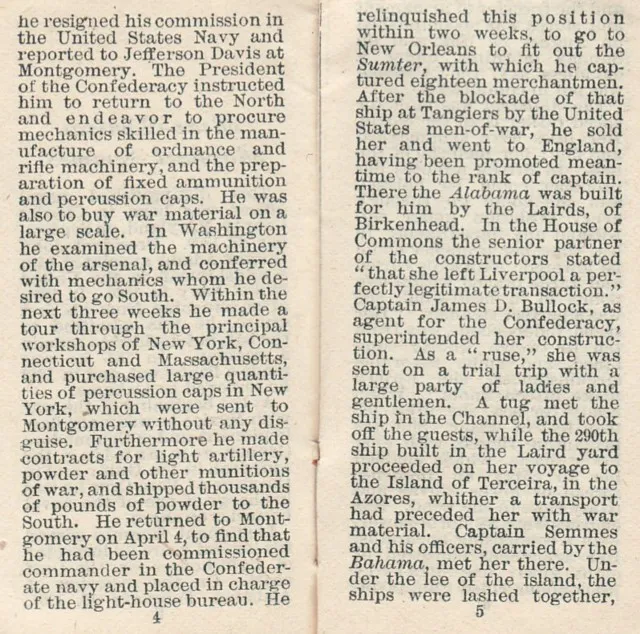 he resigned his commission in
the United States Navy and
reported to Jefferson Davis at
Montgomery. The President
of the Confederacy instructed
him to return to the North
and endeavor to procure
mechanics skilled in the man-
ufacture of ordnance and
rifle machinery, and the prep-
aration of fixed ammunition
and percussion caps. He was
also to buy war material on a
large scale. In Washington
he examined the machinery
of the arsenal, and conferred
with mechanics whom he de-
sired to go South. Within the
next three weeks he made a
tour through the principal
workshops of New York, Con-
necticut and Massachusetts,
and purchased large quanti-
ties of percussion caps in New
York, which were sent to
Montgomery without any dis-
guise. Furthermore he made
contracts for light artillery,
powder and other munitions
of war, and shipped thousands
of pounds of powder to the
South. He returned to Mont-
gomery on April 4, to find that
he had been commissioned
commander in the Confeder-
ate navy and placed in charge
of the light-house bureau. He
4
relinquished this position
within two weeks, to go to
New Orleans to fit out the
Sumter, with which he cap-
tured eighteen merchantmen.
After the blockade of that
ship at Tangiers by the United
States men-of-war, he sold
her and went to England,
having been promoted mean-
time to the rank of captain.
There the Alabama was built
for him by the Lairds, of
Birkenhead. In the House of
Commons the senior partner
of the constructors stated
"that she left Liverpool a per-
fectly legitimate transaction."
Captain James D. Bullock, as
agent for the Confederacy,
superintended her construc-
tion. As a "ruse," she was
sent on a trial trip with a
large party of ladies and
gentlemen. A tug met the
ship in the Channel, and took
off the guests, while the 290th
ship built in the Laird yard
proceeded on her voyage to
the Island of Terceira, in the
Azores, whither a transport
had preceded her with war
material. Captain Semmes
and his officers, carried by the
Bahama, met her there. Un-
der the lee of the island, the
ships were lashed together,
5